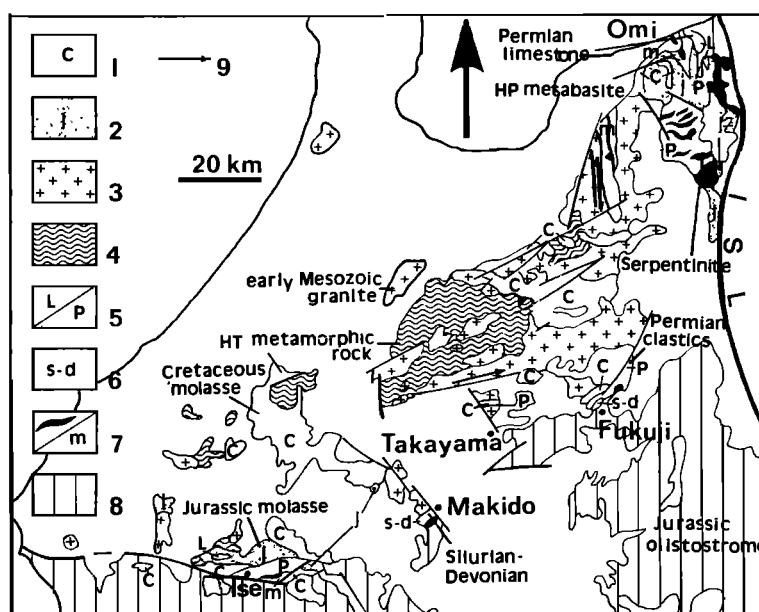 C 1
9
2
3
4
L P 5
s-d 6
m 7
8
20 km
Omi
Permian
limestone
m
L
C
P
HP metabasite
P
I
S
L
C
Serpentinite
early Mesozoic
granite
C
C
HT metamorphic
rock
Permian
clastics
Cretaceous
molasse
C
C
P
s-d
C
P
Takayama
Fukuji
C
C
Makido
s-d
Silurian-
Devonian
Jurassic molasse
L
C
J
C
P
C
Ise
m
C
Jurassic
olistostrome